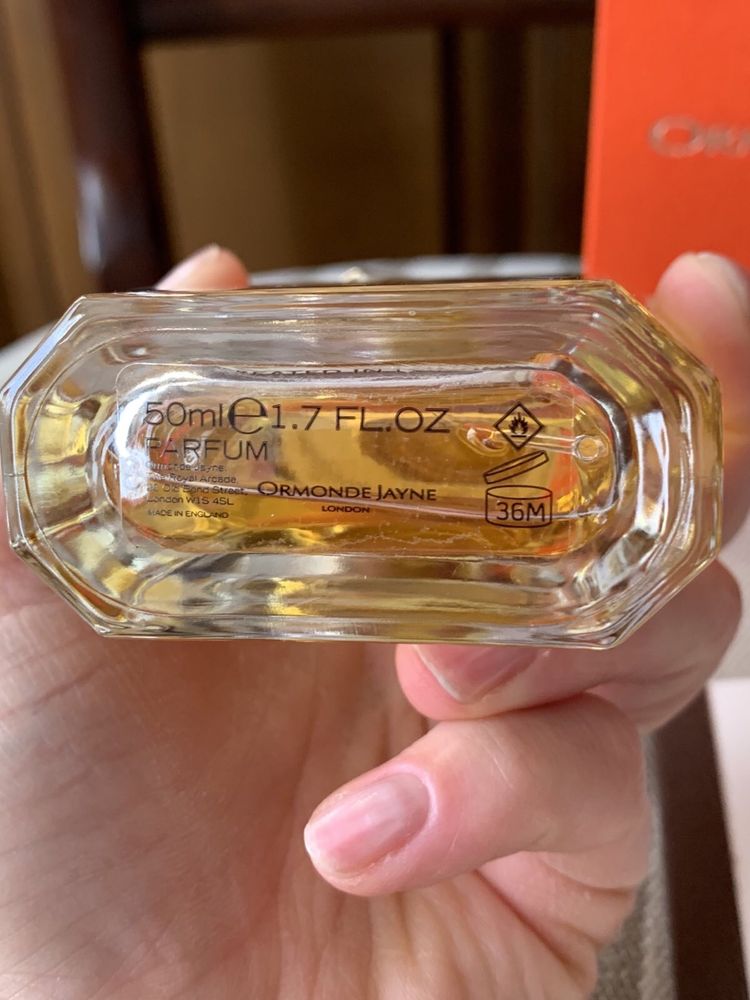 50ml ℮ 1.7 FL.OZ
PARFUM
Ormonde Jayne
The Royal Arcade,
Old Bond Street,
London W1S 4SL
MADE IN ENGLAND
ORMONDE JAYNE
LONDON
36M